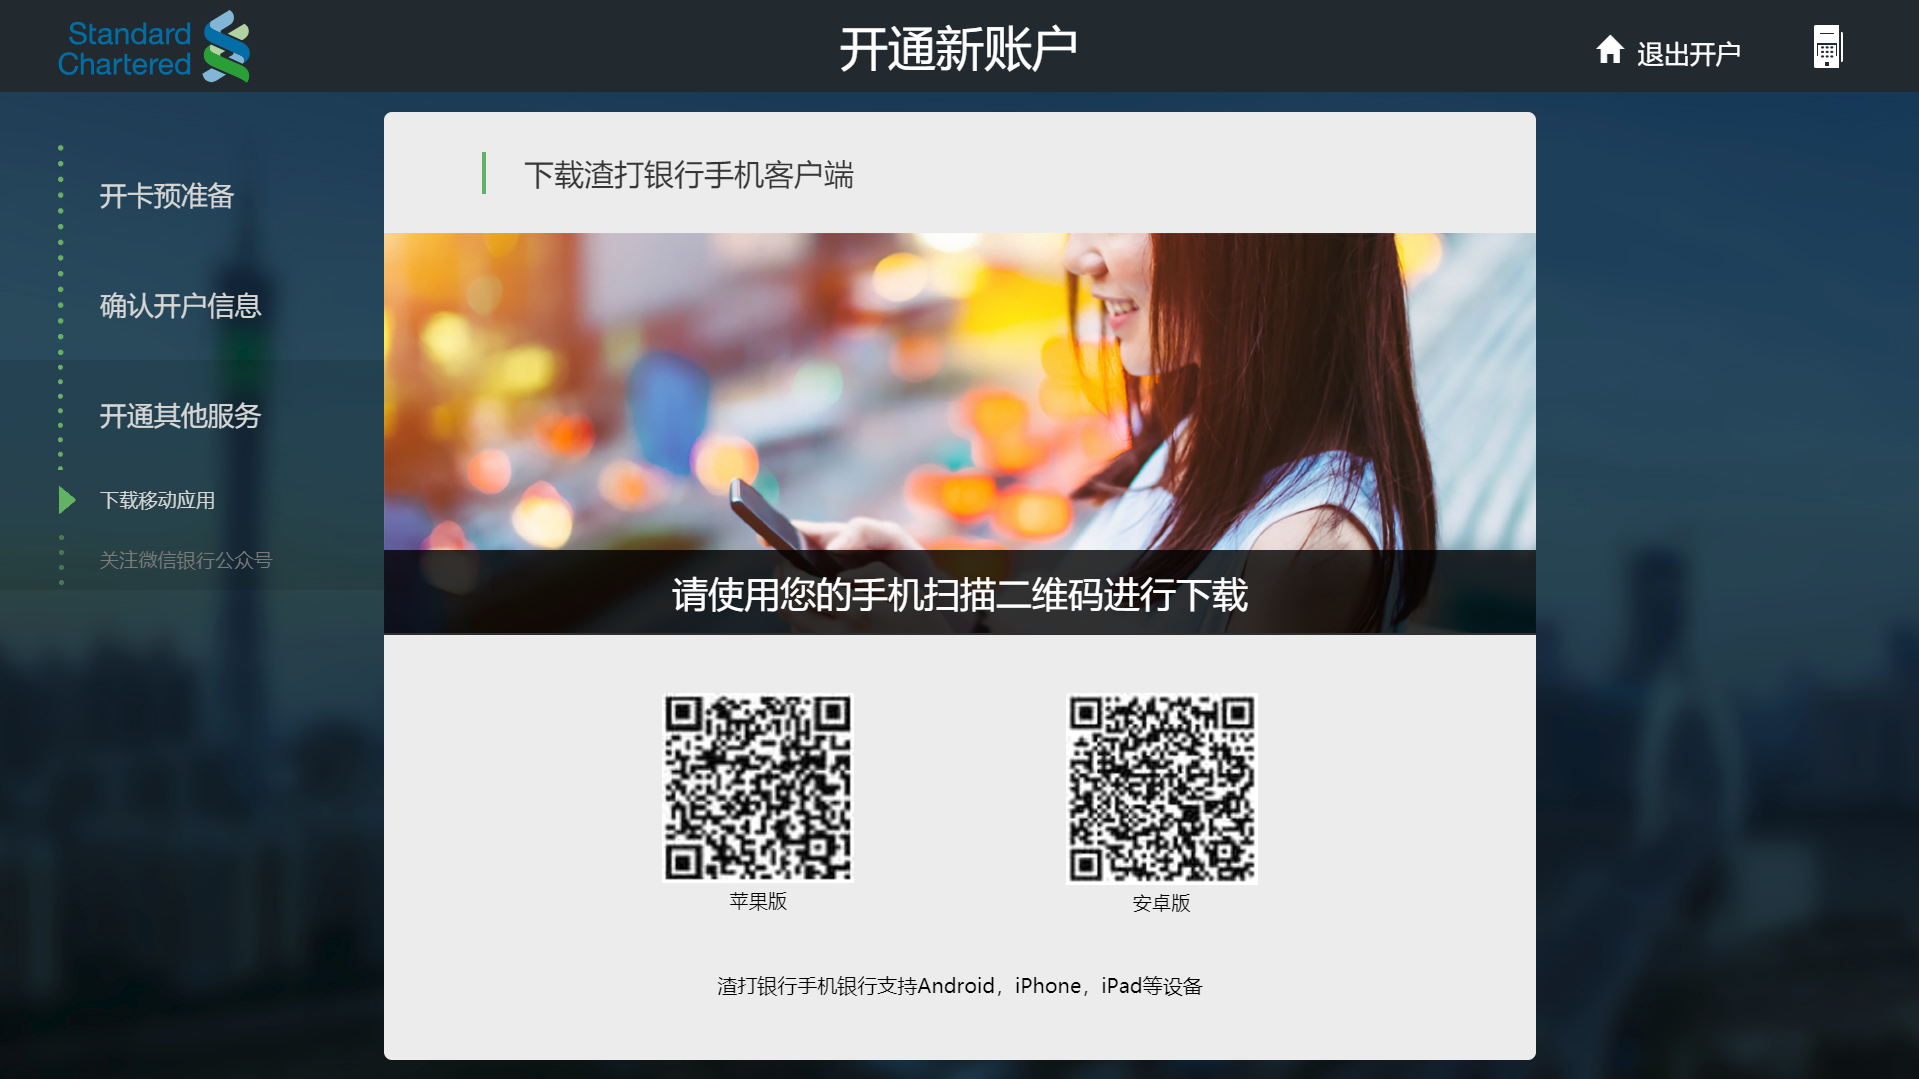 Standard
Chartered
开通新账户
退出开户
开卡预准备
确认开户信息
开通其他服务
下载移动应用
关注微信银行公众号
下载渣打银行手机客户端
请使用您的手机扫描二维码进行下载
苹果版
安卓版
渣打银行手机银行支持Android，iPhone，iPad等设备